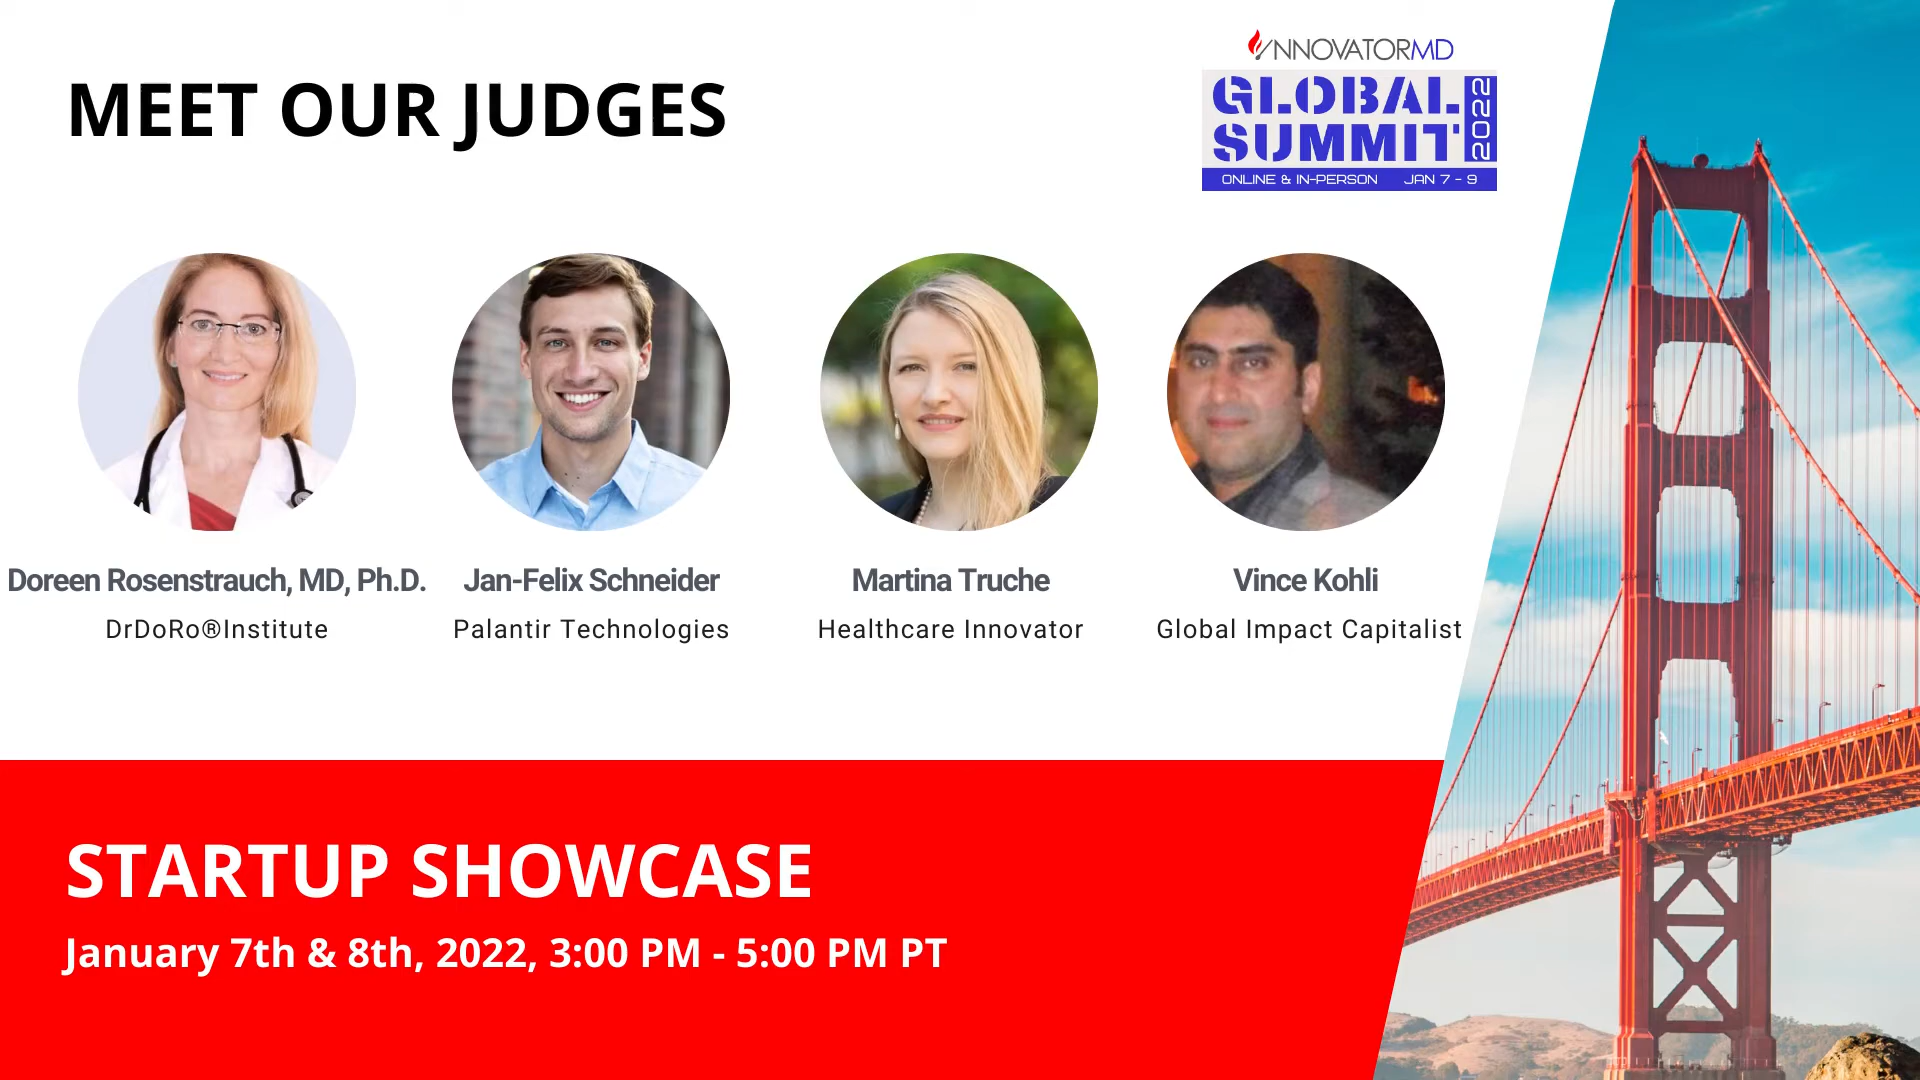 MEET OUR JUDGES
INNOVATORMD
GLOBAL
SUMMIT
2022
ONLINE & IN-PERSON JAN 7 - 9
Doreen Rosenstrauch, MD, Ph.D.
DrDoRo®Institute
Jan-Felix Schneider
Palantir Technologies
Martina Truche
Healthcare Innovator
Vince Kohli
Global Impact Capitalist
STARTUP SHOWCASE
January 7th & 8th, 2022, 3:00 PM - 5:00 PM PT